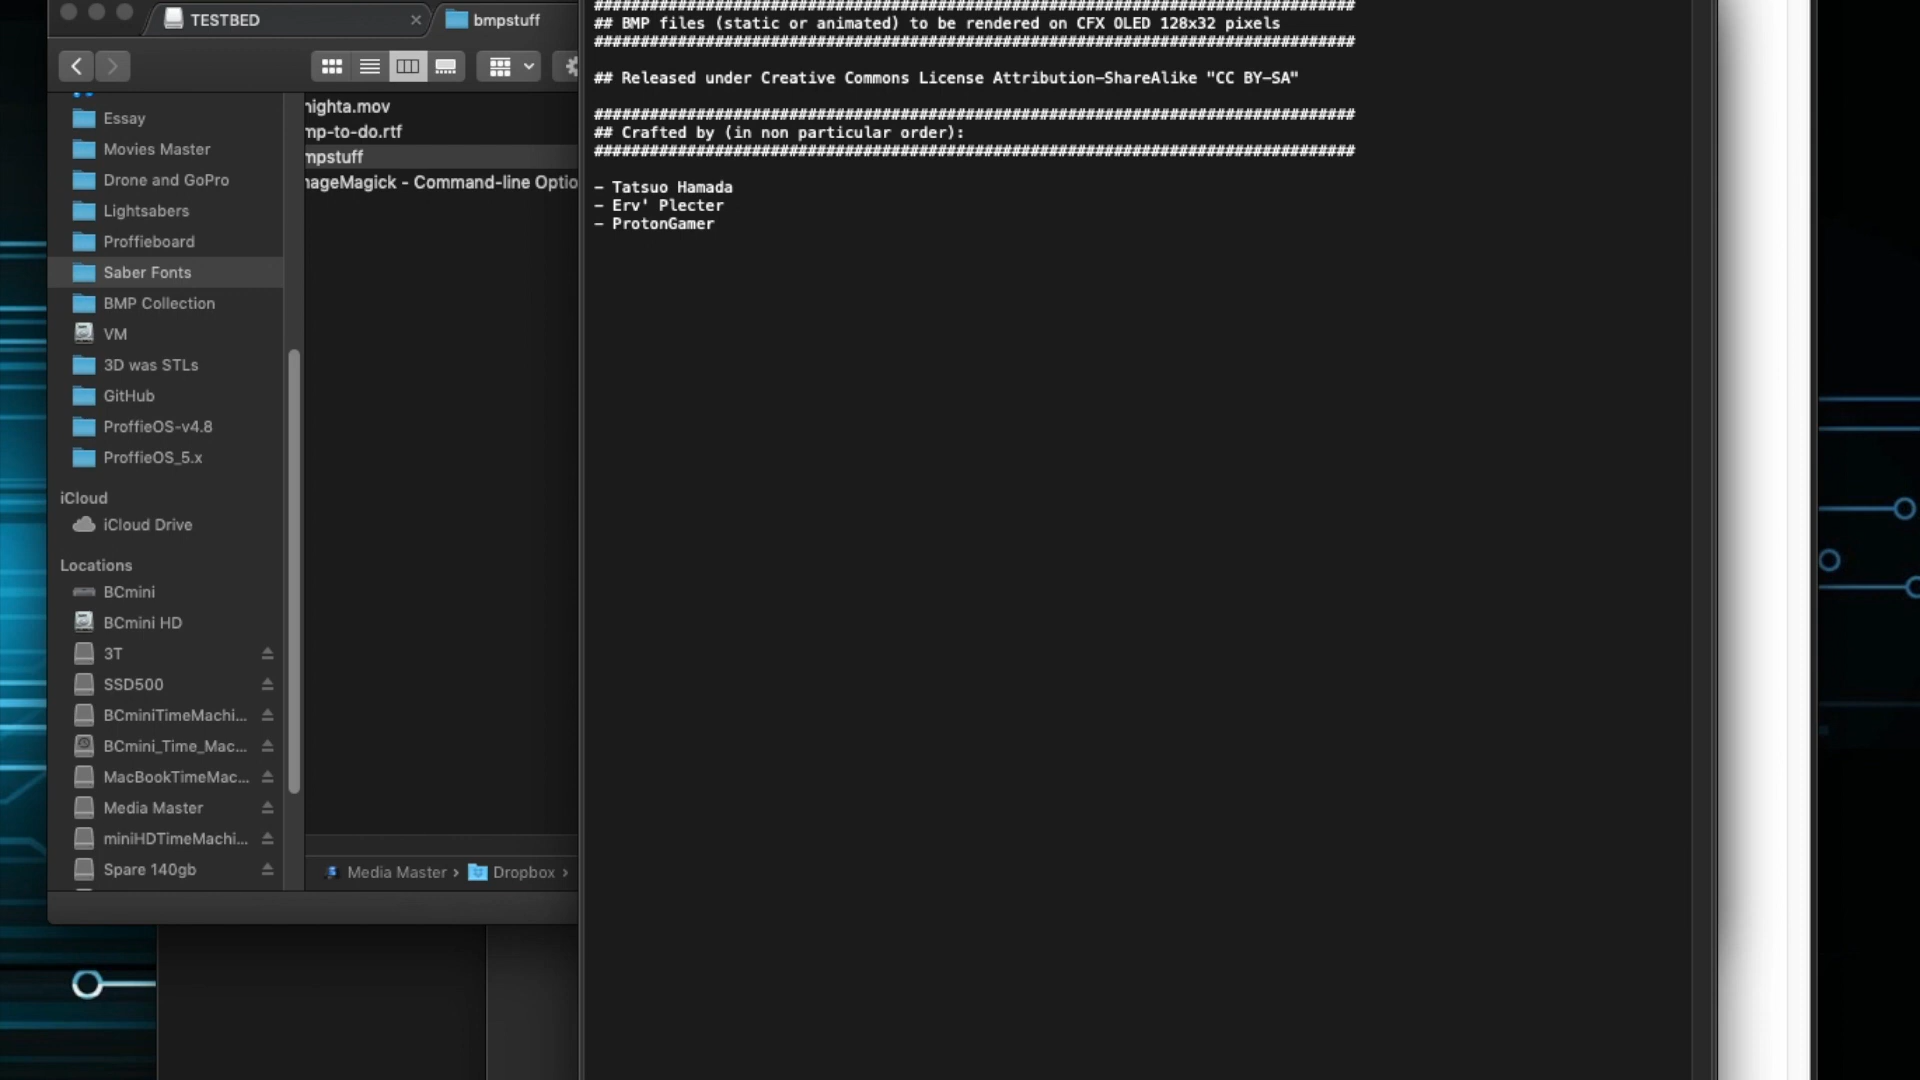 TESTBED
bmpstuff
Essay
Movies Master
Drone and GoPro
Lightsabers
Proffieboard
Saber Fonts
BMP Collection
VM
3D was STLs
GitHub
ProffieOS-v4.8
ProffieOS_5.x
iCloud
iCloud Drive
Locations
BCmini
BCmini HD
3T
SSD500
BCminiTimeMachi...
BCmini_Time_Mac...
MacBookTimeMac...
Media Master
miniHDTimeMachi...
Spare 140gb
nighta.mov
mp-to-do.rtf
mpstuff
nageMagick - Command-line Optio
Media Master › Dropbox ›
##################################################################################
## BMP files (static or animated) to be rendered on CFX OLED 128x32 pixels
##################################################################################
## Released under Creative Commons License Attribution-ShareAlike "CC BY-SA"
##################################################################################
## Crafted by (in non particular order):
##################################################################################
- Tatsuo Hamada
- Erv' Plecter
- ProtonGamer